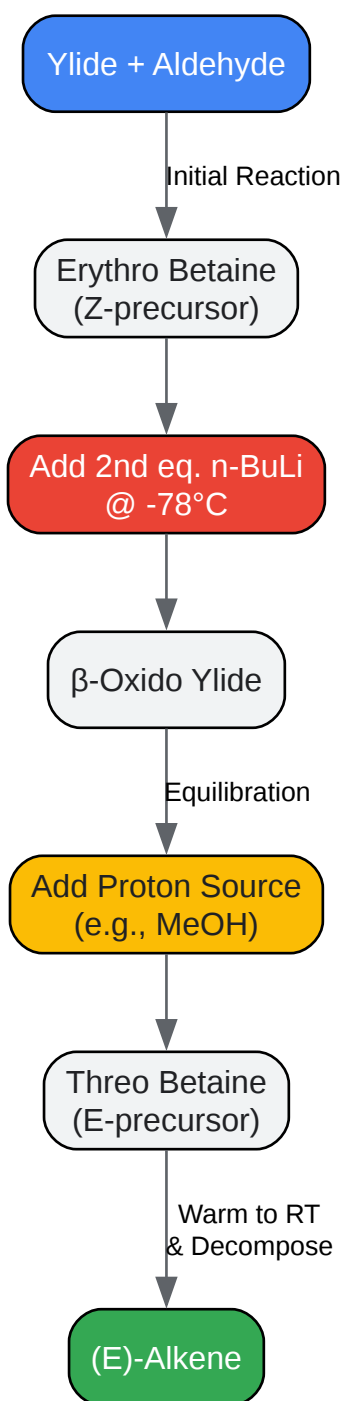 Ylide + Aldehyde
Initial Reaction
Erythro Betaine
(Z-precursor)
Add 2nd eq. n-BuLi
@ -78°C
β-Oxido Ylide
Equilibration
Add Proton Source
(e.g., MeOH)
Threo Betaine
(E-precursor)
Warm to RT
& Decompose
(E)-Alkene